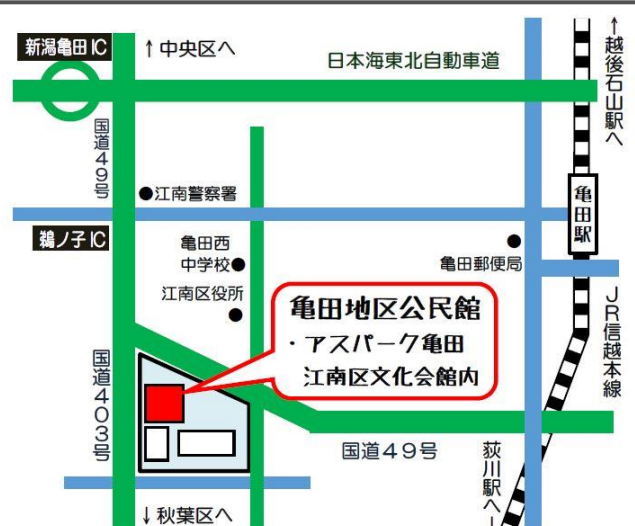 新潟亀田IC
↑中央区へ
日本海東北自動車道
↑越後石山駅へ
国道49号
●江南警察署
亀田駅
鵜ノ子IC
亀田西
中学校●
亀田郵便局
江南区役所
亀田地区公民館
・アスパーク亀田
江南区文化会館内
JR信越本線
国道403号
国道49号
荻川駅へ↓
↓秋葉区へ